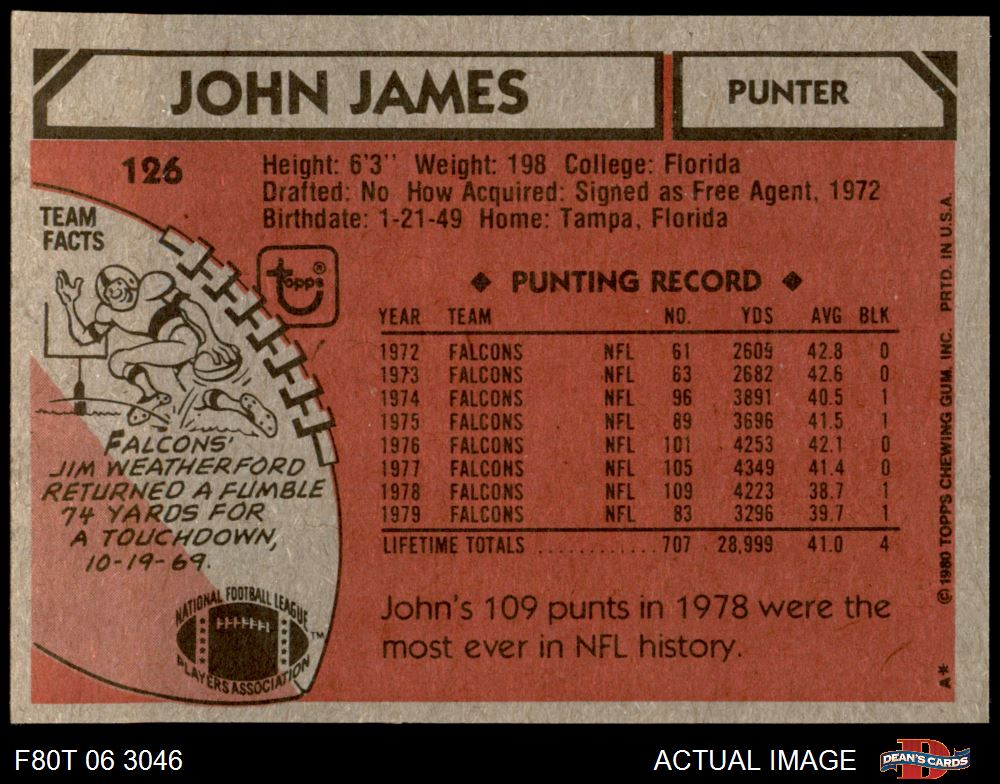 JOHN JAMES
PUNTER
126
Height: 6'3'' Weight: 198 College: Florida
Drafted: No How Acquired: Signed as Free Agent, 1972
Birthdate: 1-21-49 Home: Tampa, Florida
TEAM
FACTS
topps®
FALCONS'
JIM WEATHERFORD
RETURNED A FUMBLE
74 YARDS FOR
A TOUCHDOWN,
10-19-69.
NATIONAL FOOTBALL LEAGUE
PLAYERS ASSOCIATION
TM
◆ PUNTING RECORD ◆
YEAR TEAM NO. YDS AVG BLK
1972 FALCONS NFL 61 2609 42.8 0
1973 FALCONS NFL 63 2682 42.6 0
1974 FALCONS NFL 96 3891 40.5 1
1975 FALCONS NFL 89 3696 41.5 1
1976 FALCONS NFL 101 4253 42.1 0
1977 FALCONS NFL 105 4349 41.4 0
1978 FALCONS NFL 109 4223 38.7 1
1979 FALCONS NFL 83 3296 39.7 1
LIFETIME TOTALS ............ 707 28,999 41.0 4
John's 109 punts in 1978 were the
most ever in NFL history.
A* © 1980 TOPPS CHEWING GUM, INC. PRTD. IN U.S.A.
F80T 06 3046
ACTUAL IMAGE
DEAN'S CARDS